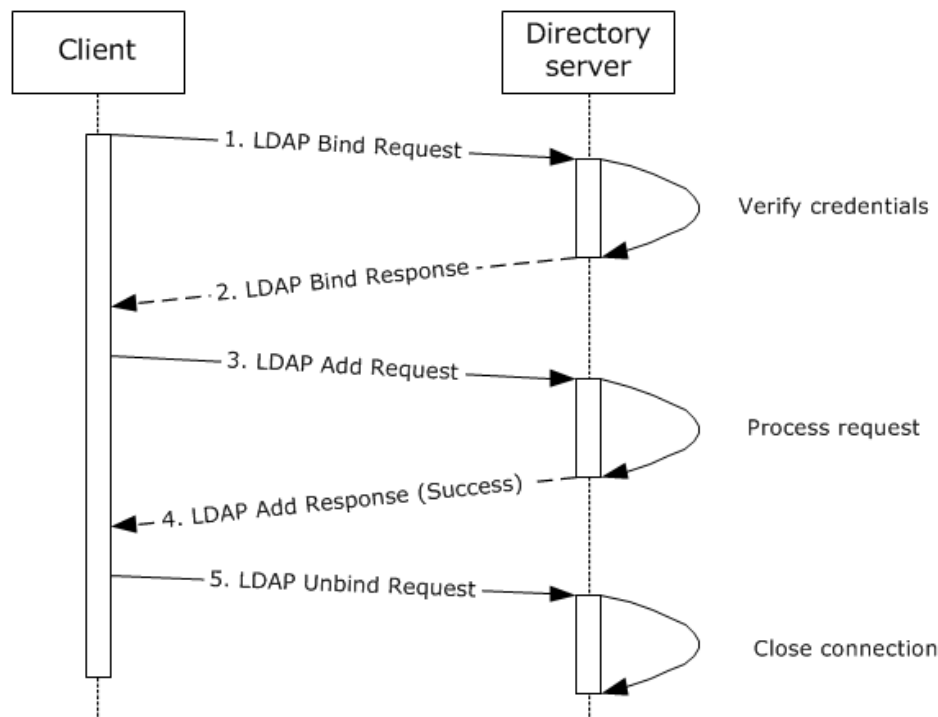 Client
Directory
server
1. LDAP Bind Request
Verify credentials
2. LDAP Bind Response
3. LDAP Add Request
Process request
4. LDAP Add Response (Success)
5. LDAP Unbind Request
Close connection